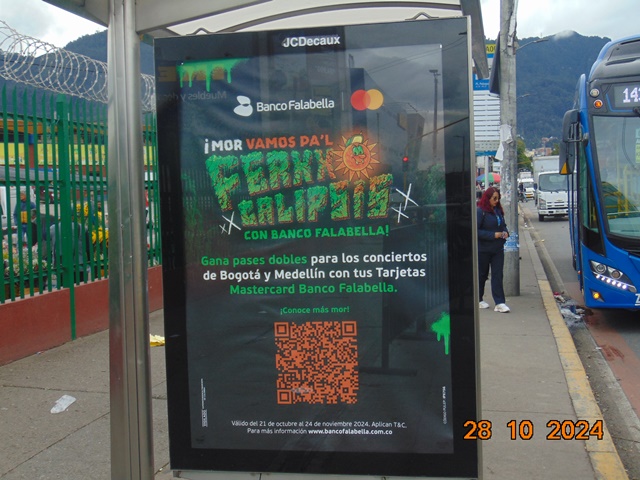 JCDecaux
Banco Falabella
¡MOR VAMOS PA'L
FERXXO
CALIPSIS
CON BANCO FALABELLA!
Gana pases dobles para los conciertos
de Bogotá y Medellín con tus Tarjetas
Mastercard Banco Falabella.
¡Conoce más mor!
Válido del 21 de octubre al 24 de noviembre 2024. Aplican T&C.
Para más información www.bancofalabella.com.co
28 10 2024